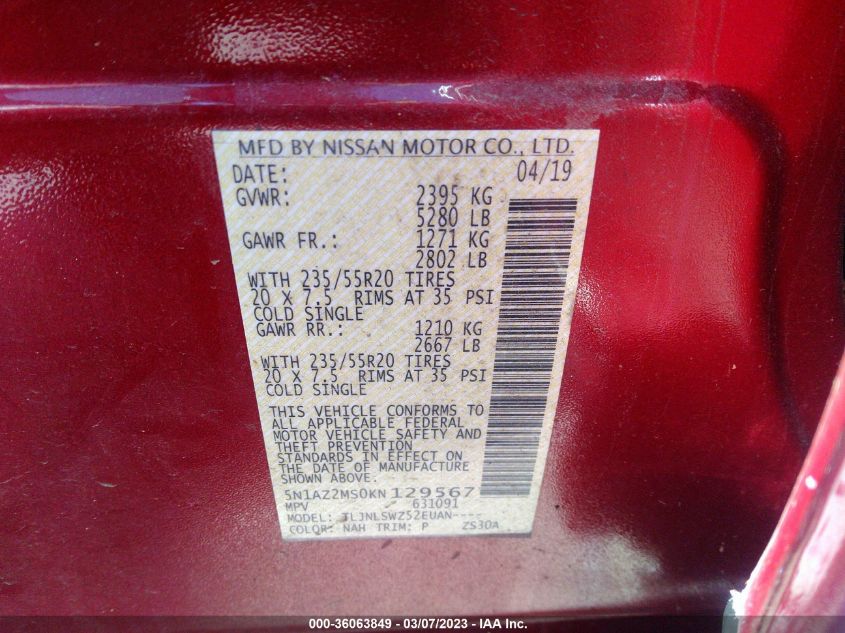 MFD BY NISSAN MOTOR CO., LTD.
DATE: 04/19
GVWR: 2395 KG
5280 LB
GAWR FR.: 1271 KG
2802 LB
WITH 235/55R20 TIRES
20 X 7.5 RIMS AT 35 PSI
COLD SINGLE
GAWR RR.: 1210 KG
2667 LB
WITH 235/55R20 TIRES
20 X 7.5 RIMS AT 35 PSI
COLD SINGLE
THIS VEHICLE CONFORMS TO
ALL APPLICABLE FEDERAL
MOTOR VEHICLE SAFETY AND
THEFT PREVENTION
STANDARDS IN EFFECT ON
THE DATE OF MANUFACTURE
SHOWN ABOVE.
5N1AZ2MS0KN129567
MPV 631091
MODEL: TLJNLSWZ52EUAN----
COLOR: NAH TRIM: P ZS30A
000-36063849 - 03/07/2023 - IAA Inc.